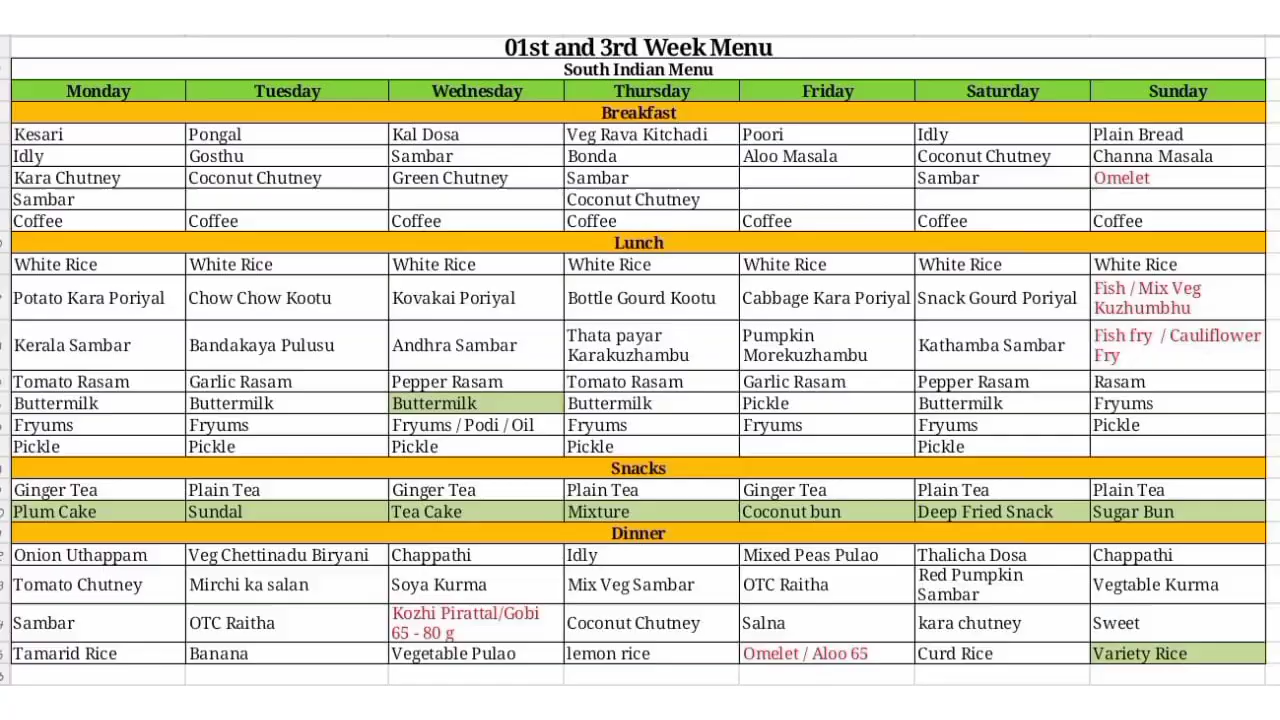 01st and 3rd Week Menu
South Indian Menu
Monday Tuesday Wednesday Thursday Friday Saturday Sunday
Breakfast
Kesari Pongal Kal Dosa Veg Rava Kitchadi Poori Idly Plain Bread
Idly Gosthu Sambar Bonda Aloo Masala Coconut Chutney Channa Masala
Kara Chutney Coconut Chutney Green Chutney Sambar Sambar Omelet
Sambar Coconut Chutney
Coffee Coffee Coffee Coffee Coffee Coffee Coffee
Lunch
White Rice White Rice White Rice White Rice White Rice White Rice White Rice
Potato Kara Poriyal Chow Chow Kootu Kovakai Poriyal Bottle Gourd Kootu Cabbage Kara Poriyal Snack Gourd Poriyal Fish / Mix Veg
Kuzhumbhu
Kerala Sambar Bandakaya Pulusu Andhra Sambar Thata payar
Karakuzhambu Pumpkin
Morekuzhambu Kathamba Sambar Fish fry / Cauliflower
Fry
Tomato Rasam Garlic Rasam Pepper Rasam Tomato Rasam Garlic Rasam Pepper Rasam Rasam
Buttermilk Buttermilk Buttermilk Buttermilk Pickle Buttermilk Fryums
Fryums Fryums Fryums / Podi / Oil Fryums Fryums Fryums Pickle
Pickle Pickle Pickle Pickle Pickle
Snacks
Ginger Tea Plain Tea Ginger Tea Plain Tea Ginger Tea Plain Tea Plain Tea
Plum Cake Sundal Tea Cake Mixture Coconut bun Deep Fried Snack Sugar Bun
Dinner
Onion Uthappam Veg Chettinadu Biryani Chappathi Idly Mixed Peas Pulao Thalicha Dosa Chappathi
Tomato Chutney Mirchi ka salan Soya Kurma Mix Veg Sambar OTC Raitha Red Pumpkin
Sambar Vegtable Kurma
Sambar OTC Raitha Kozhi Pirattal/Gobi
65 - 80 g Coconut Chutney Salna kara chutney Sweet
Tamarid Rice Banana Vegetable Pulao lemon rice Omelet / Aloo 65 Curd Rice Variety Rice